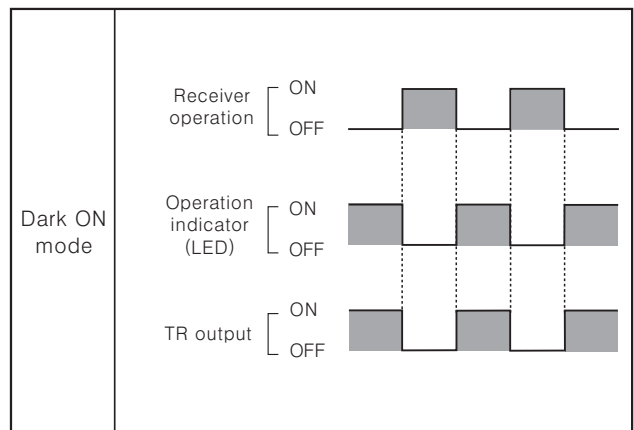 Dark ON
mode
Receiver
operation
ON
OFF
Operation
indicator
(LED)
ON
OFF
TR output
ON
OFF